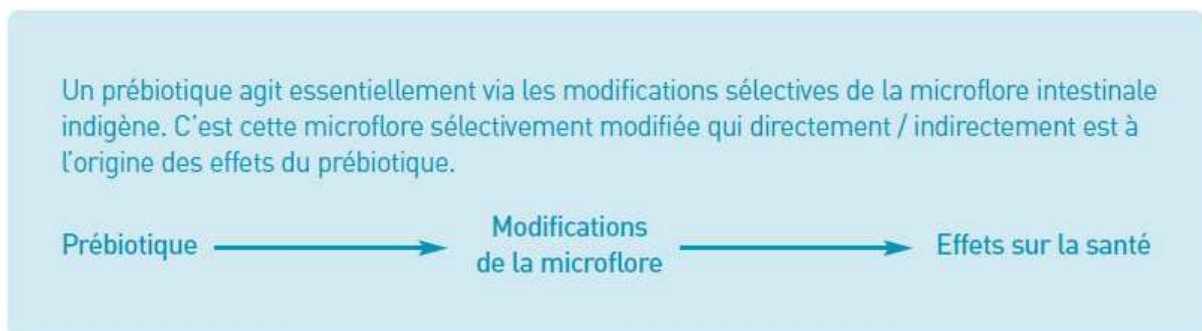 Un prébiotique agit essentiellement via les modifications sélectives de la microflore intestinale
indigène. C'est cette microflore sélectivement modifiée qui directement / indirectement est à
l'origine des effets du prébiotique.
Prébiotique
Modifications
de la microflore
Effets sur la santé